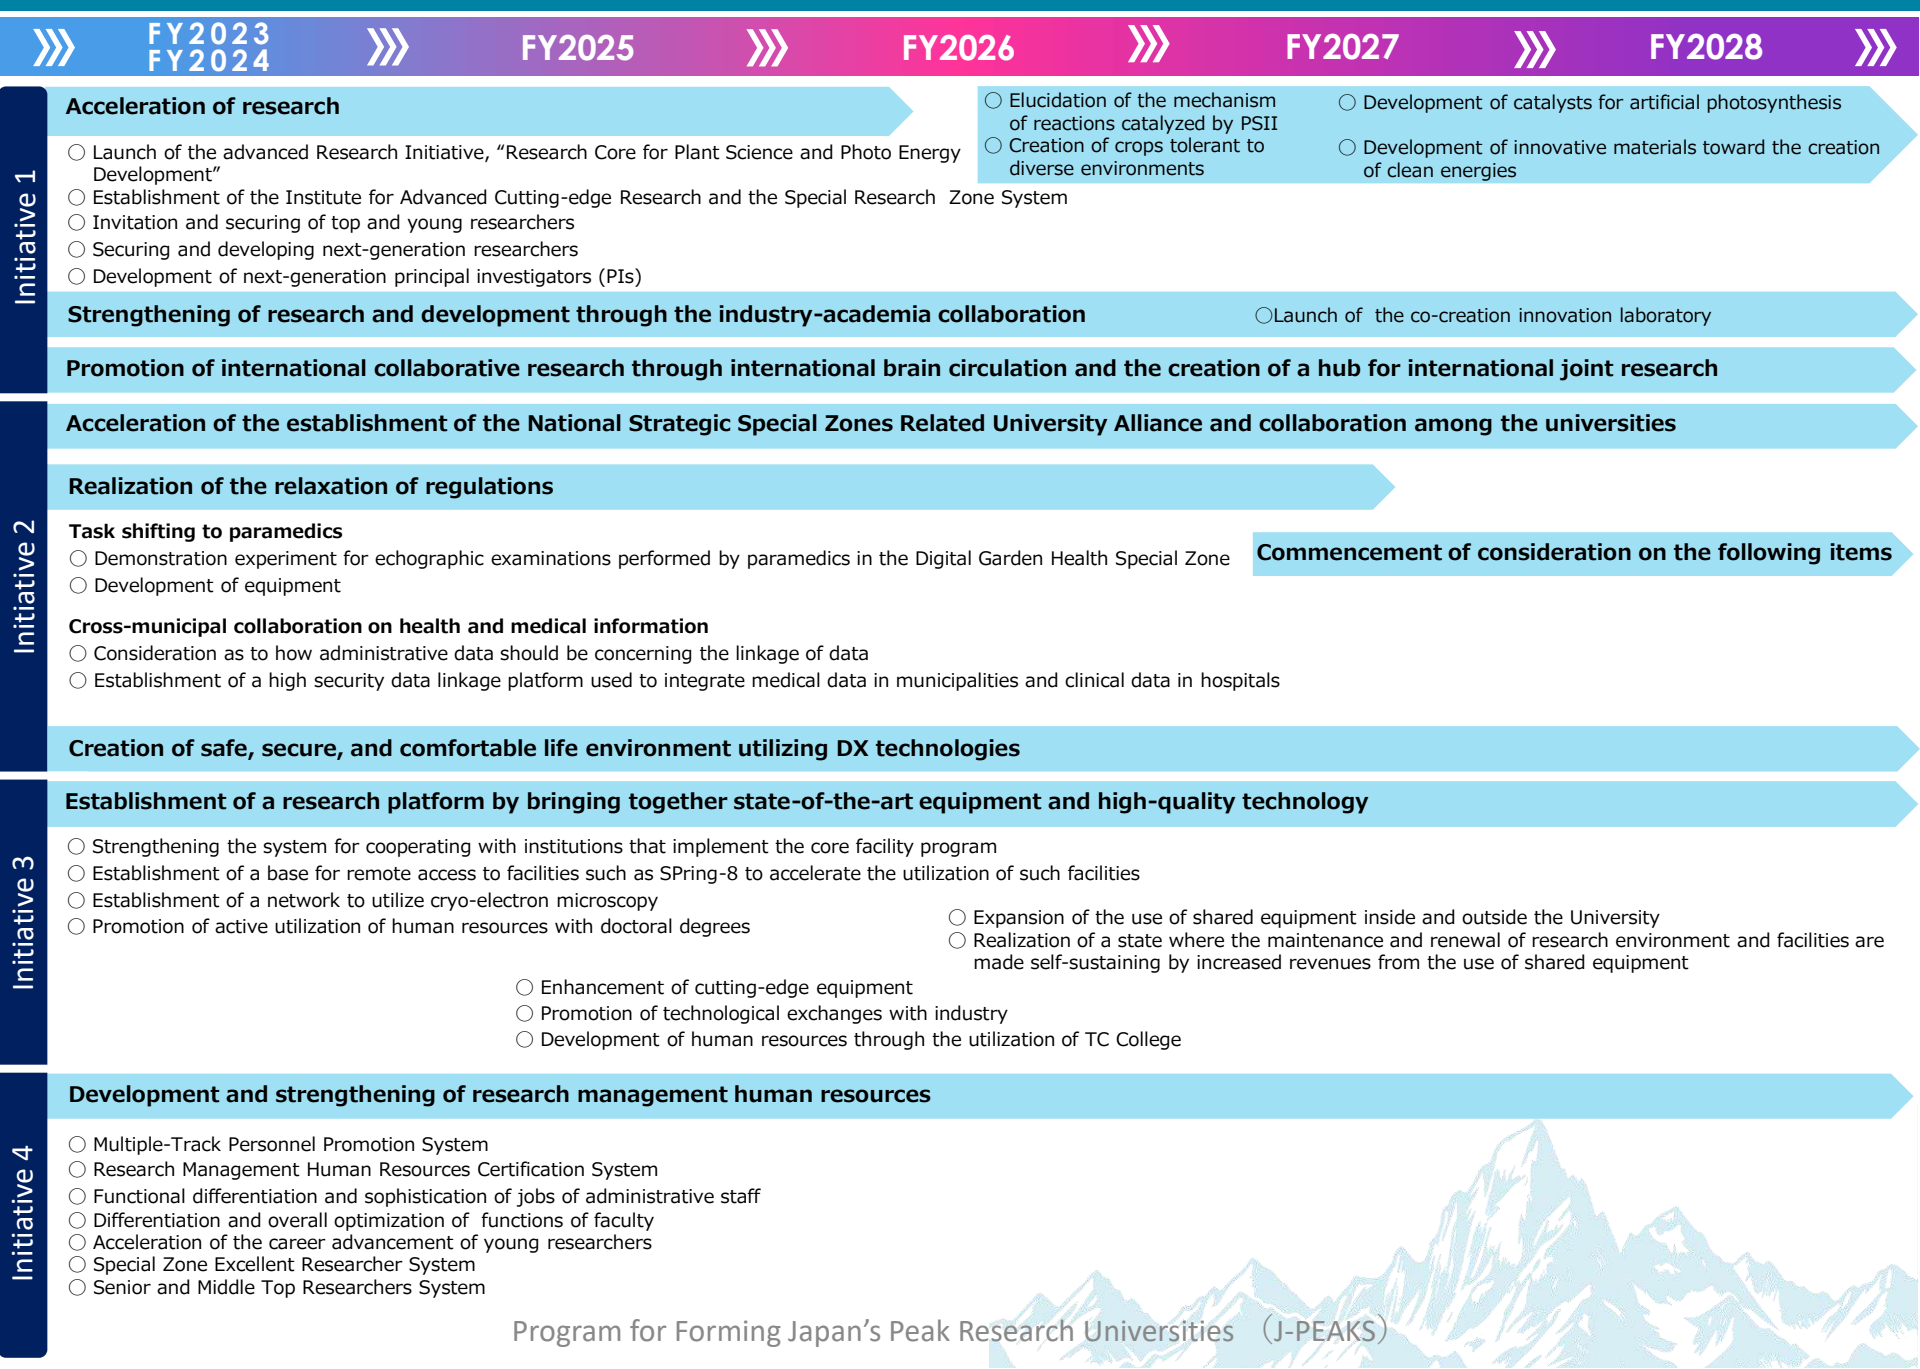 FY2023
FY2024
FY2025
FY2026
FY2027
FY2028
Initiative 1
Acceleration of research
○ Launch of the advanced Research Initiative, “Research Core for Plant Science and Photo Energy
Development”
○ Establishment of the Institute for Advanced Cutting-edge Research and the Special Research Zone System
○ Invitation and securing of top and young researchers
○ Securing and developing next-generation researchers
○ Development of next-generation principal investigators (PIs)
○ Elucidation of the mechanism
of reactions catalyzed by PSII
○ Creation of crops tolerant to
diverse environments
○ Development of catalysts for artificial photosynthesis
○ Development of innovative materials toward the creation
of clean energies
Strengthening of research and development through the industry-academia collaboration
○Launch of the co-creation innovation laboratory
Promotion of international collaborative research through international brain circulation and the creation of a hub for international joint research
Initiative 2
Acceleration of the establishment of the National Strategic Special Zones Related University Alliance and collaboration among the universities
Realization of the relaxation of regulations
Task shifting to paramedics
○ Demonstration experiment for echographic examinations performed by paramedics in the Digital Garden Health Special Zone
○ Development of equipment
Commencement of consideration on the following items
Cross-municipal collaboration on health and medical information
○ Consideration as to how administrative data should be concerning the linkage of data
○ Establishment of a high security data linkage platform used to integrate medical data in municipalities and clinical data in hospitals
Creation of safe, secure, and comfortable life environment utilizing DX technologies
Initiative 3
Establishment of a research platform by bringing together state-of-the-art equipment and high-quality technology
○ Strengthening the system for cooperating with institutions that implement the core facility program
○ Establishment of a base for remote access to facilities such as SPring-8 to accelerate the utilization of such facilities
○ Establishment of a network to utilize cryo-electron microscopy
○ Promotion of active utilization of human resources with doctoral degrees
○ Expansion of the use of shared equipment inside and outside the University
○ Realization of a state where the maintenance and renewal of research environment and facilities are
made self-sustaining by increased revenues from the use of shared equipment
○ Enhancement of cutting-edge equipment
○ Promotion of technological exchanges with industry
○ Development of human resources through the utilization of TC College
Initiative 4
Development and strengthening of research management human resources
○ Multiple-Track Personnel Promotion System
○ Research Management Human Resources Certification System
○ Functional differentiation and sophistication of jobs of administrative staff
○ Differentiation and overall optimization of functions of faculty
○ Acceleration of the career advancement of young researchers
○ Special Zone Excellent Researcher System
○ Senior and Middle Top Researchers System
Program for Forming Japan’s Peak Research Universities （J-PEAKS）